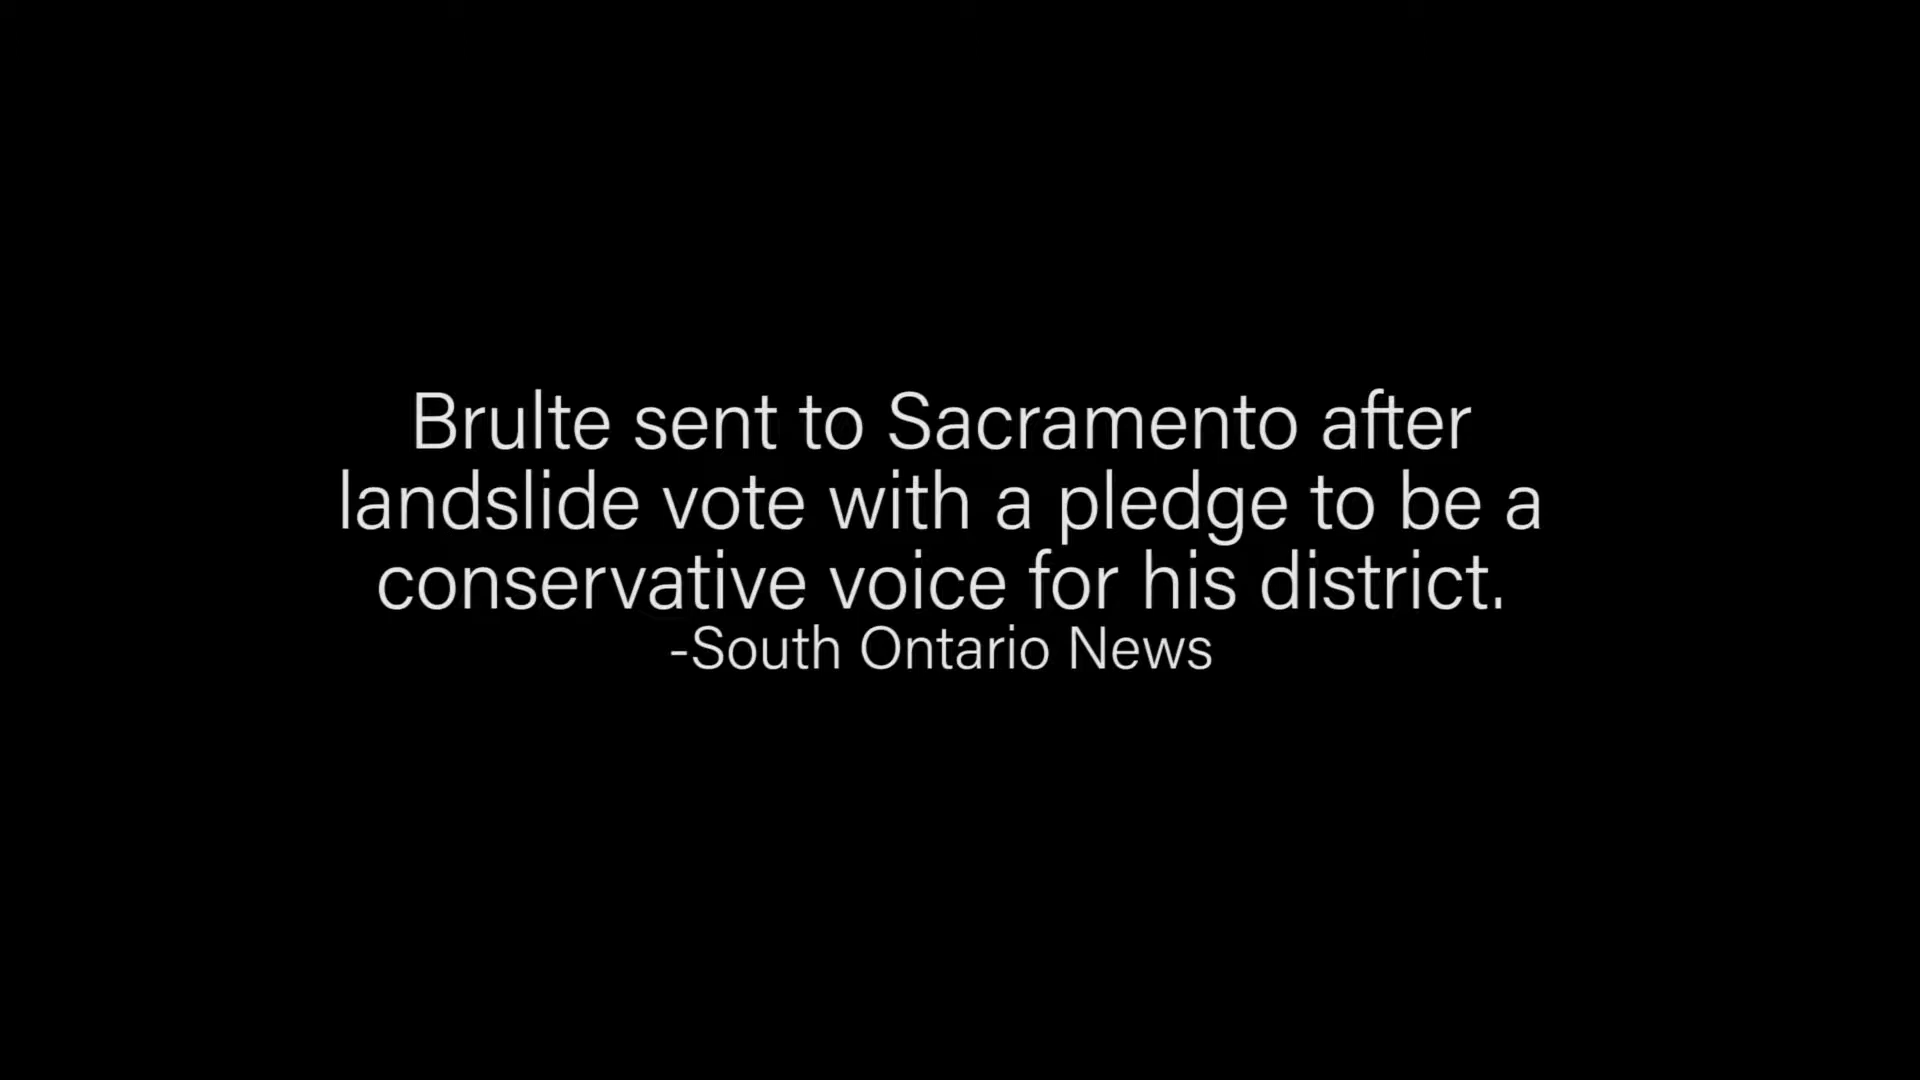 Brulte sent to Sacramento after
landslide vote with a pledge to be a
conservative voice for his district.
-South Ontario News